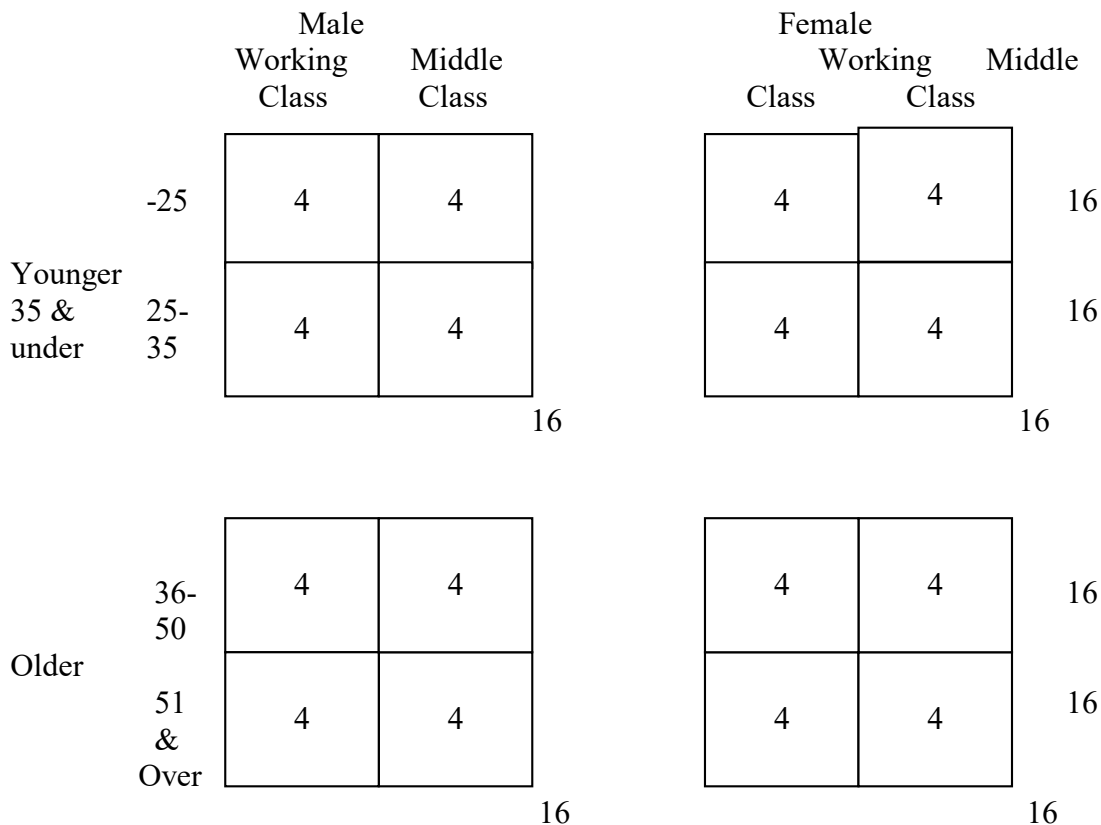 Male Female
Working Middle Working Middle
Class Class Class Class
-25 4 4 4 4 16
Younger
35 & 25- 4 4 4 4 16
under 35
16 16
36- 4 4 4 4 16
50
Older
51 4 4 4 4 16
&
Over
16 16